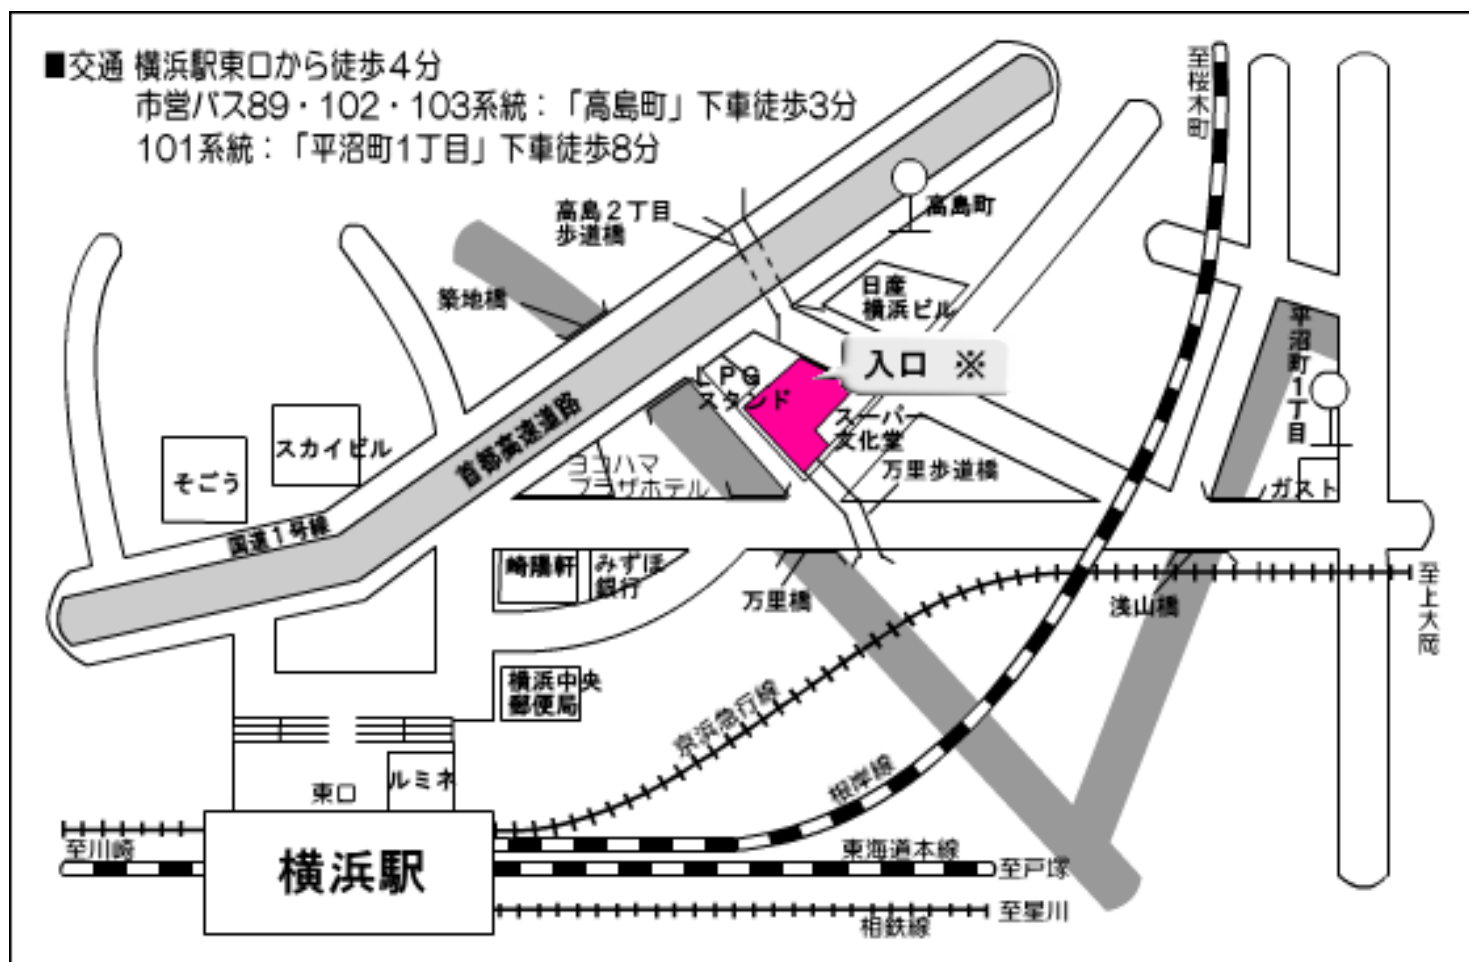 ■交通 横浜駅東口から徒歩4分
市営バス89・102・103系統：「高島町」下車徒歩3分
101系統：「平沼町1丁目」下車徒歩8分
至桜木町
高島２丁目
歩道橋
高島町
築地橋
日産
横浜ビル
入口 ※
ＬＰＧ
スタンド
平沼町1丁目
首都高速道路
スーパー
文化堂
スカイビル
そごう
ヨコハマ
プラザホテル
万里歩道橋
ガスト
国道１号線
崎陽軒
みずほ
銀行
万里橋
浅山橋
至上大岡
横浜中央
郵便局
京浜急行線
根岸線
ルミネ
東口
至川崎
横浜駅
東海道本線
至戸塚
至星川
相鉄線